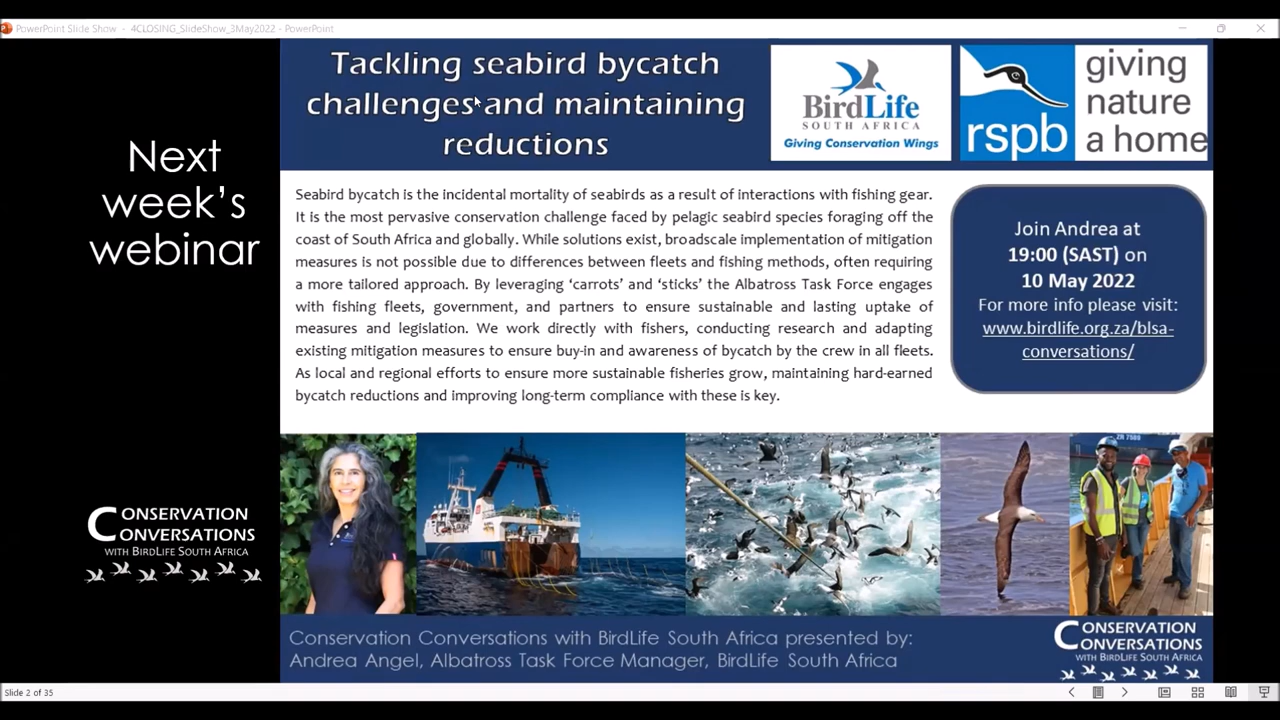 PowerPoint Slide Show - 4CLOSING_SlideShow_3May2022 - PowerPoint
Next
week's
webinar
Tackling seabird bycatch
challenges and maintaining
reductions
BirdLife
SOUTH AFRICA
Giving Conservation Wings
rspb
giving
nature
a home
Seabird bycatch is the incidental mortality of seabirds as a result of interactions with fishing gear.
It is the most pervasive conservation challenge faced by pelagic seabird species foraging off the
coast of South Africa and globally. While solutions exist, broadscale implementation of mitigation
measures is not possible due to differences between fleets and fishing methods, often requiring
a more tailored approach. By leveraging 'carrots' and 'sticks' the Albatross Task Force engages
with fishing fleets, government, and partners to ensure sustainable and lasting uptake of
measures and legislation. We work directly with fishers, conducting research and adapting
existing mitigation measures to ensure buy-in and awareness of bycatch by the crew in all fleets.
As local and regional efforts to ensure more sustainable fisheries grow, maintaining hard-earned
bycatch reductions and improving long-term compliance with these is key.
Join Andrea at
19:00 (SAST) on
10 May 2022
For more info please visit:
www.birdlife.org.za/blsa-
conversations/
CONSERVATION
CONVERSATIONS
WITH BIRDLIFE SOUTH AFRICA
Conservation Conversations with BirdLife South Africa presented by:
Andrea Angel, Albatross Task Force Manager, BirdLife South Africa
CONSERVATION
CONVERSATIONS
WITH BIRDLIFE SOUTH AFRICA
Slide 2 of 35